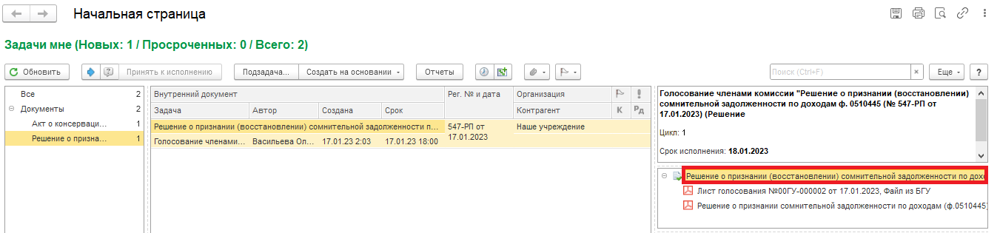 Начальная страница
Задачи мне (Новых: 1 / Просроченных: 0 / Всего: 2)
Обновить
Принять к исполнению
Подзадача...
Создать на основании
Отчеты
Поиск (Ctrl+F)
×
Еще
?
Все 2
Документы 2
Акт о консерваци... 1
Решение о призна... 1
Внутренний документ
Рег. № и дата
Организация
Задача
Автор
Создана
Срок
Контрагент
К
Рд
Решение о признании (восстановлении) сомнительной задолженности п...
547-РП от
17.01.2023
Наше учреждение
Голосование членами...
Васильева Ол...
17.01.23 2:03
17.01.23 18:00
Голосование членами комиссии "Решение о признании (восстановлении)
сомнительной задолженности по доходам ф. 0510445 (№ 547-РП от
17.01.2023) (Решение
Цикл: 1
Срок исполнения: 18.01.2023
Решение о признании (восстановлении) сомнительной задолженности по дохо
Лист голосования №00ГУ-000002 от 17.01.2023, Файл из БГУ
Решение о признании сомнительной задолженности по доходам (ф.0510445)